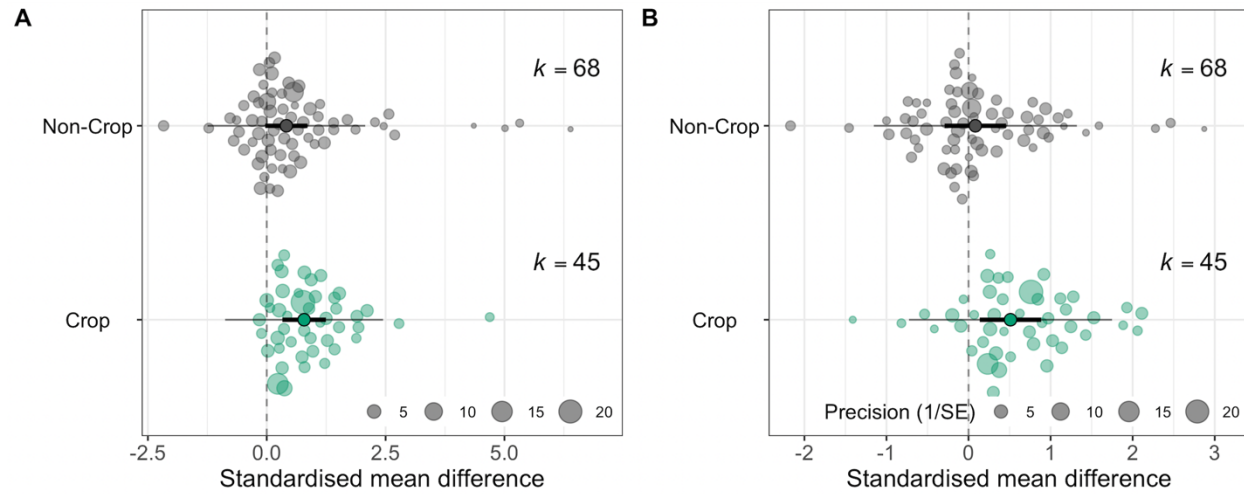 A
k = 68
Non-Crop
k = 45
Crop
5 10 15 20
-2.5 0.0 2.5 5.0
Standardised mean difference
B
k = 68
Non-Crop
k = 45
Crop
Precision (1/SE) 5 10 15 20
-2 -1 0 1 2 3
Standardised mean difference